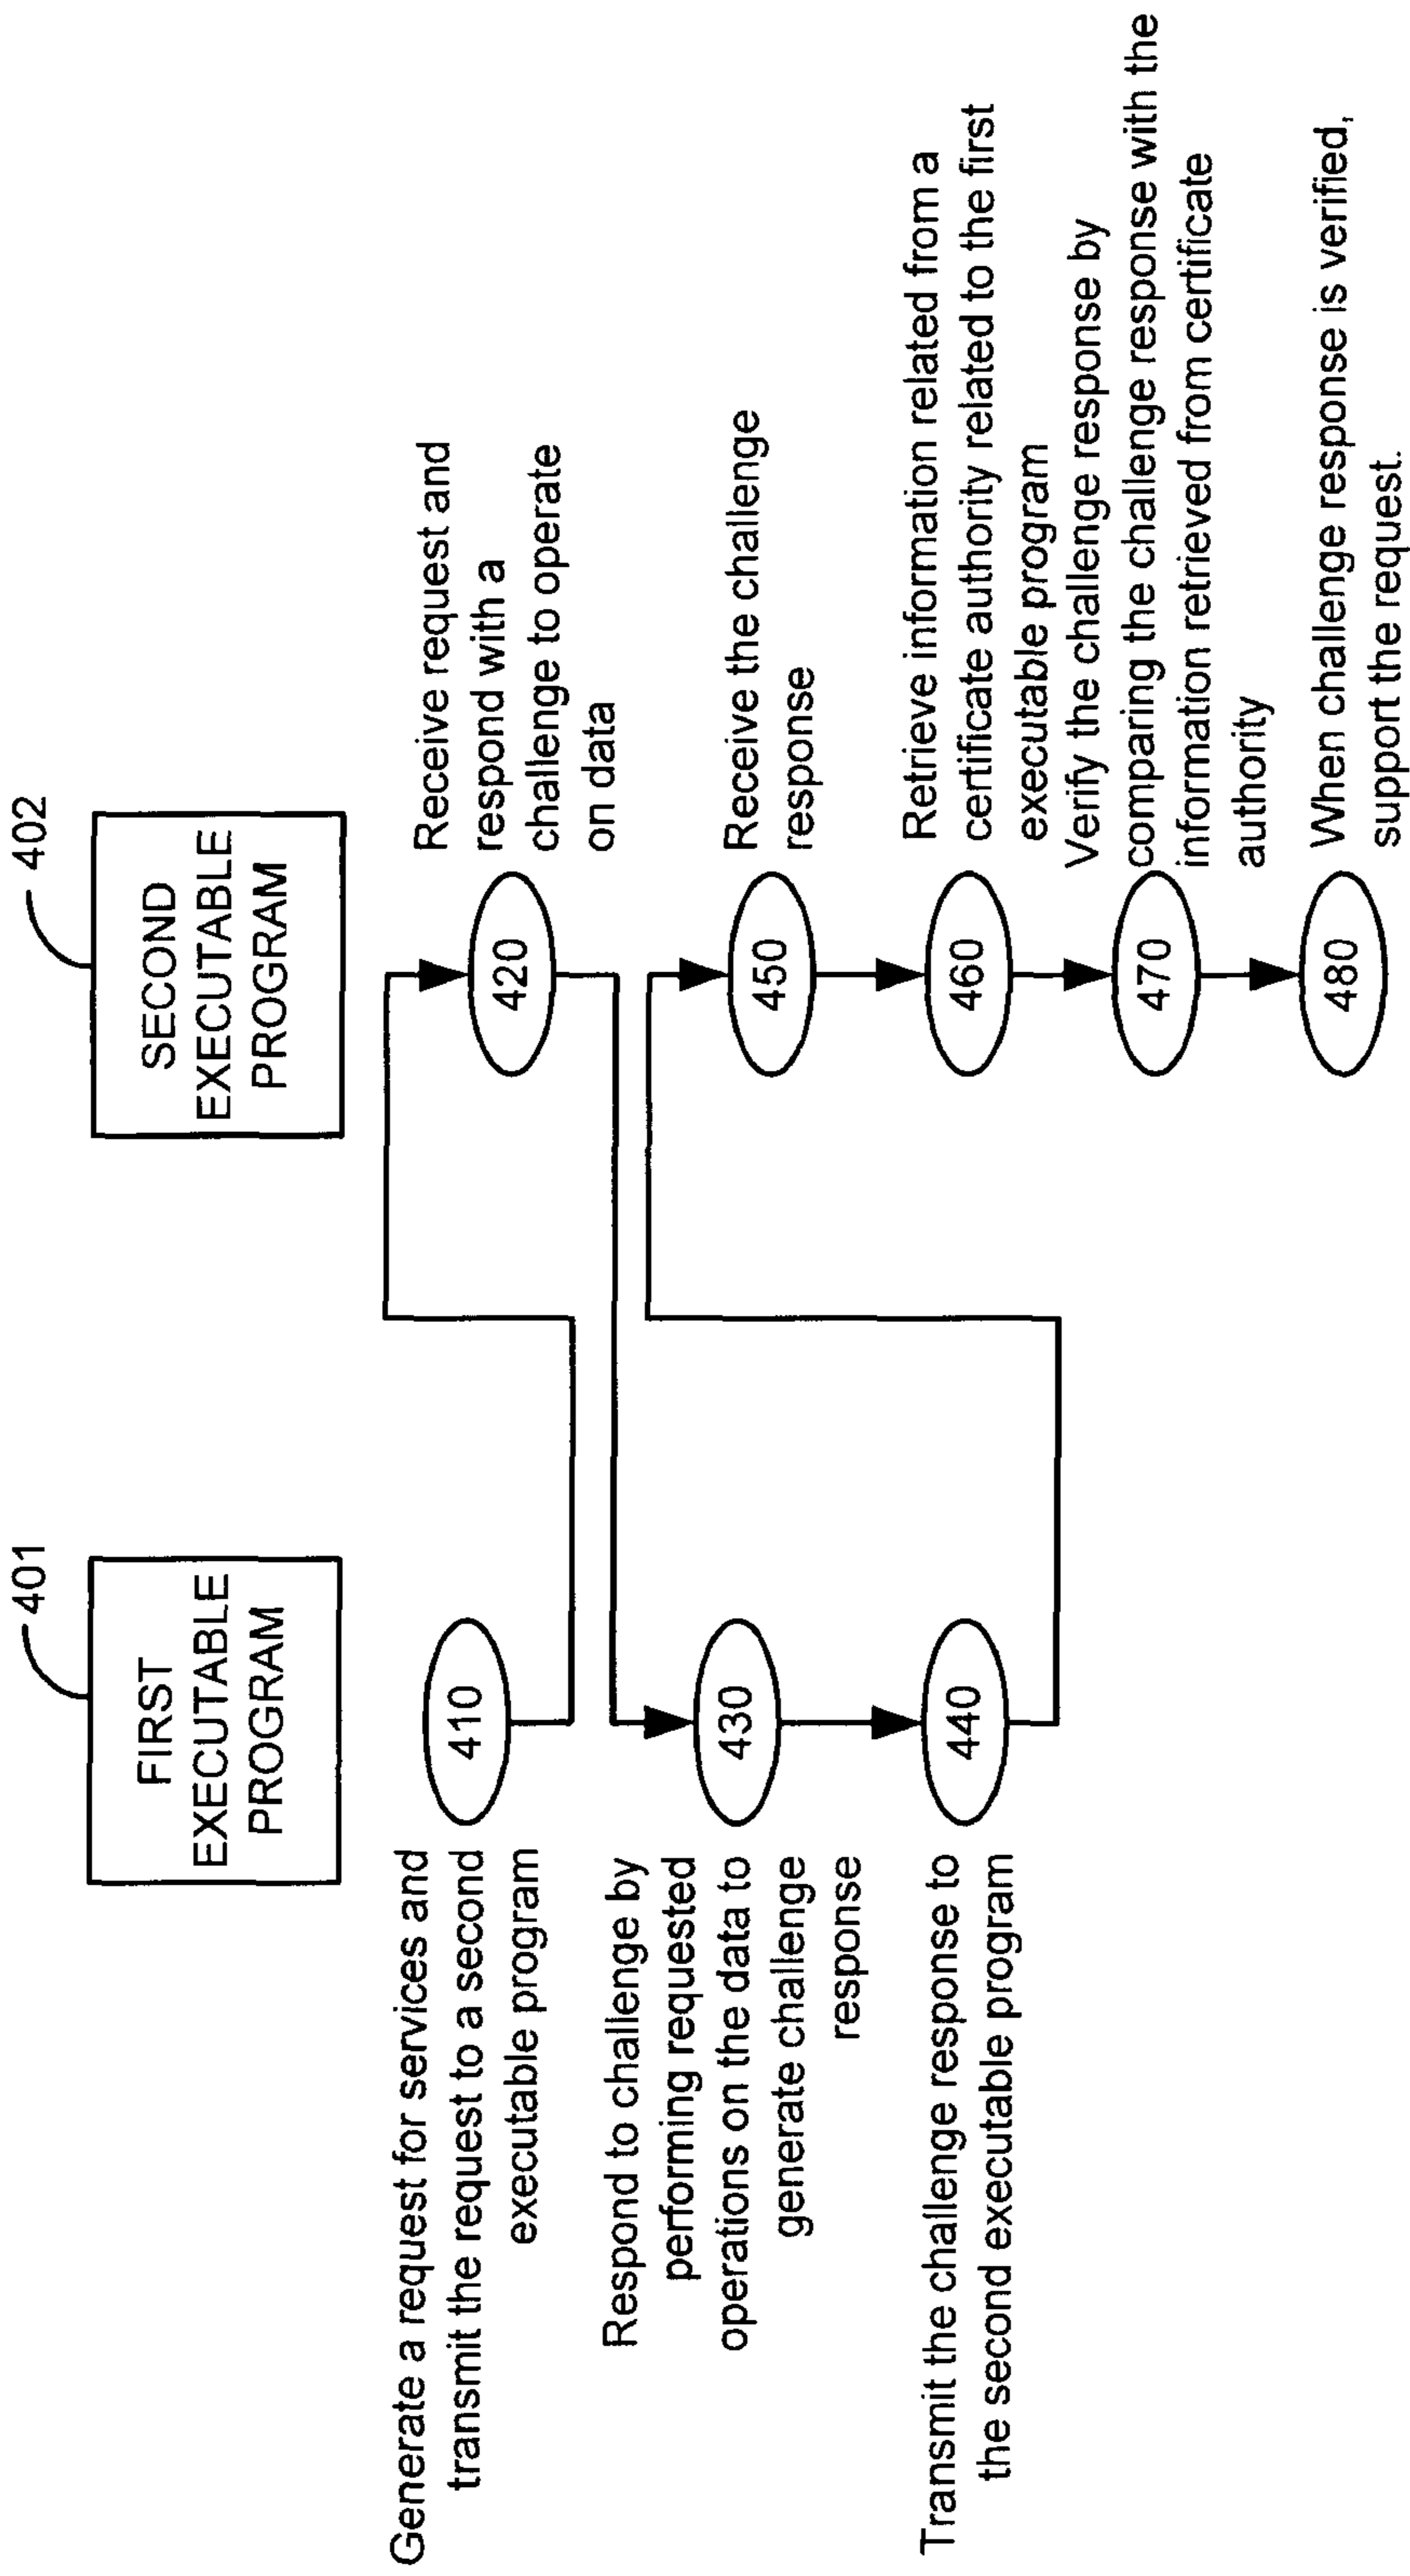 401
FIRST
EXECUTABLE
PROGRAM
402
SECOND
EXECUTABLE
PROGRAM
Generate a request for services and
transmit the request to a second
executable program
410
420
Receive request and
respond with a
challenge to operate
on data
Respond to challenge by
performing requested
operations on the data to
generate challenge
response
430
450
Receive the challenge
response
Transmit the challenge response to
the second executable program
440
460
Retrieve information related from a
certificate authority related to the first
executable program
470
Verify the challenge response by
comparing the challenge response with the
information retrieved from certificate
authority
480
When challenge response is verified,
support the request.